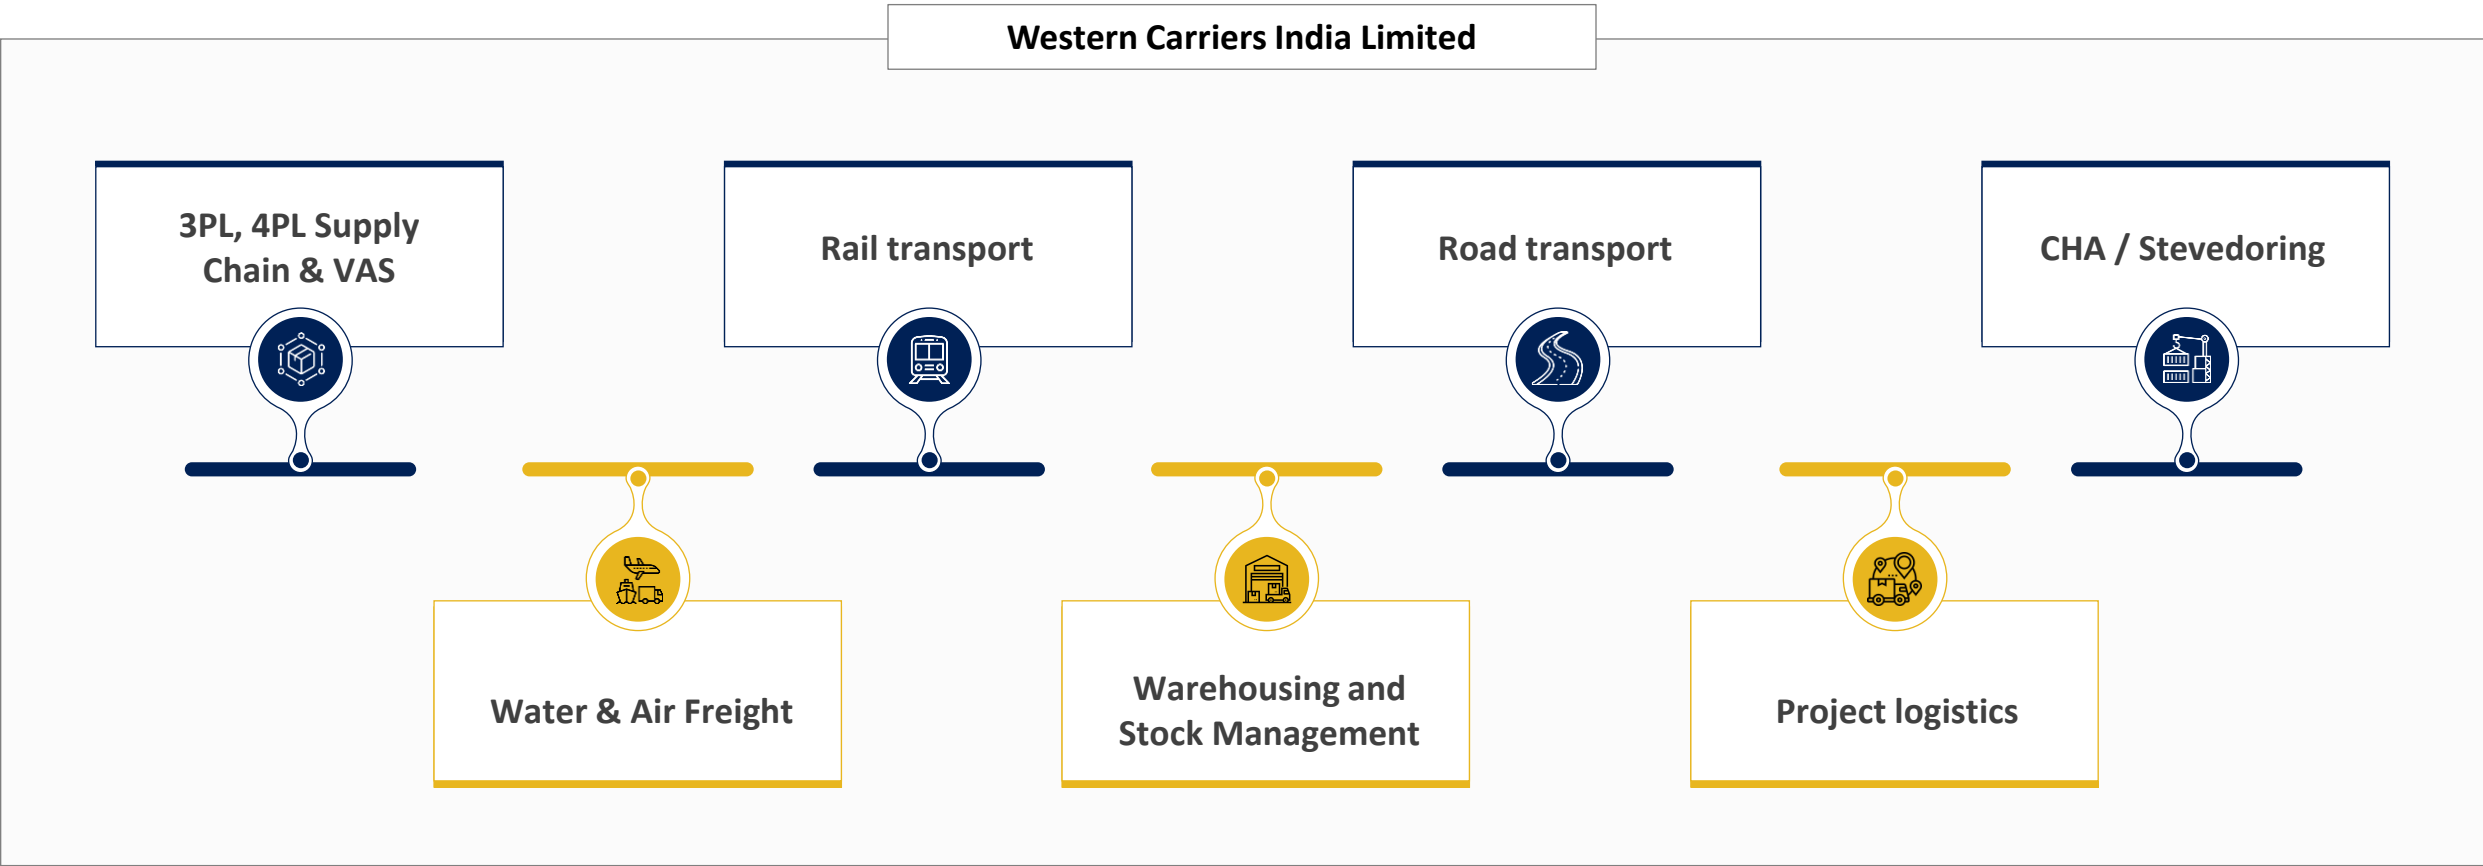 Western Carriers India Limited
3PL, 4PL Supply
Chain & VAS
Rail transport
Road transport
CHA / Stevedoring
Water & Air Freight
Warehousing and
Stock Management
Project logistics